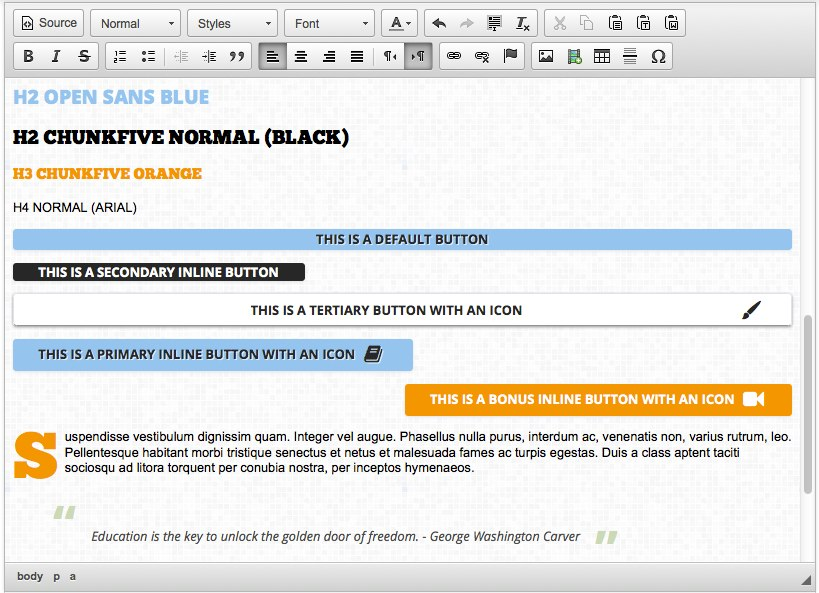 Source Normal Styles Font A
B I S
H2 OPEN SANS BLUE
H2 CHUNKFIVE NORMAL (BLACK)
H3 CHUNKFIVE ORANGE
H4 NORMAL (ARIAL)
THIS IS A DEFAULT BUTTON
THIS IS A SECONDARY INLINE BUTTON
THIS IS A TERTIARY BUTTON WITH AN ICON
THIS IS A PRIMARY INLINE BUTTON WITH AN ICON
THIS IS A BONUS INLINE BUTTON WITH AN ICON
Suspendisse vestibulum dignissim quam. Integer vel augue. Phasellus nulla purus, interdum ac, venenatis non, varius rutrum, leo.
Pellentesque habitant morbi tristique senectus et netus et malesuada fames ac turpis egestas. Duis a class aptent taciti
sociosqu ad litora torquent per conubia nostra, per inceptos hymenaeos.
" Education is the key to unlock the golden door of freedom. - George Washington Carver "
body p a